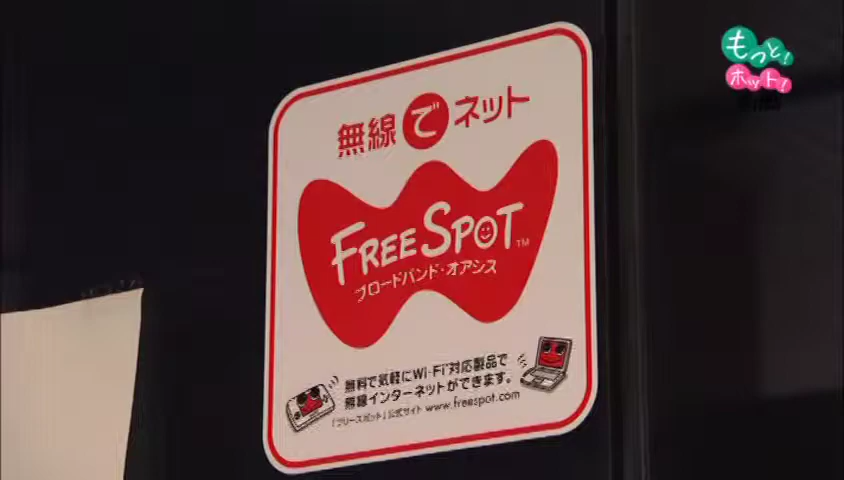 もっと!
ホット!
無線でネット
FREESPOT™
ブロードバンド・オアシス
無料で気軽にWi-Fi対応製品で
無線インターネットができます。
「フリースポット」公式サイト www.freespot.com